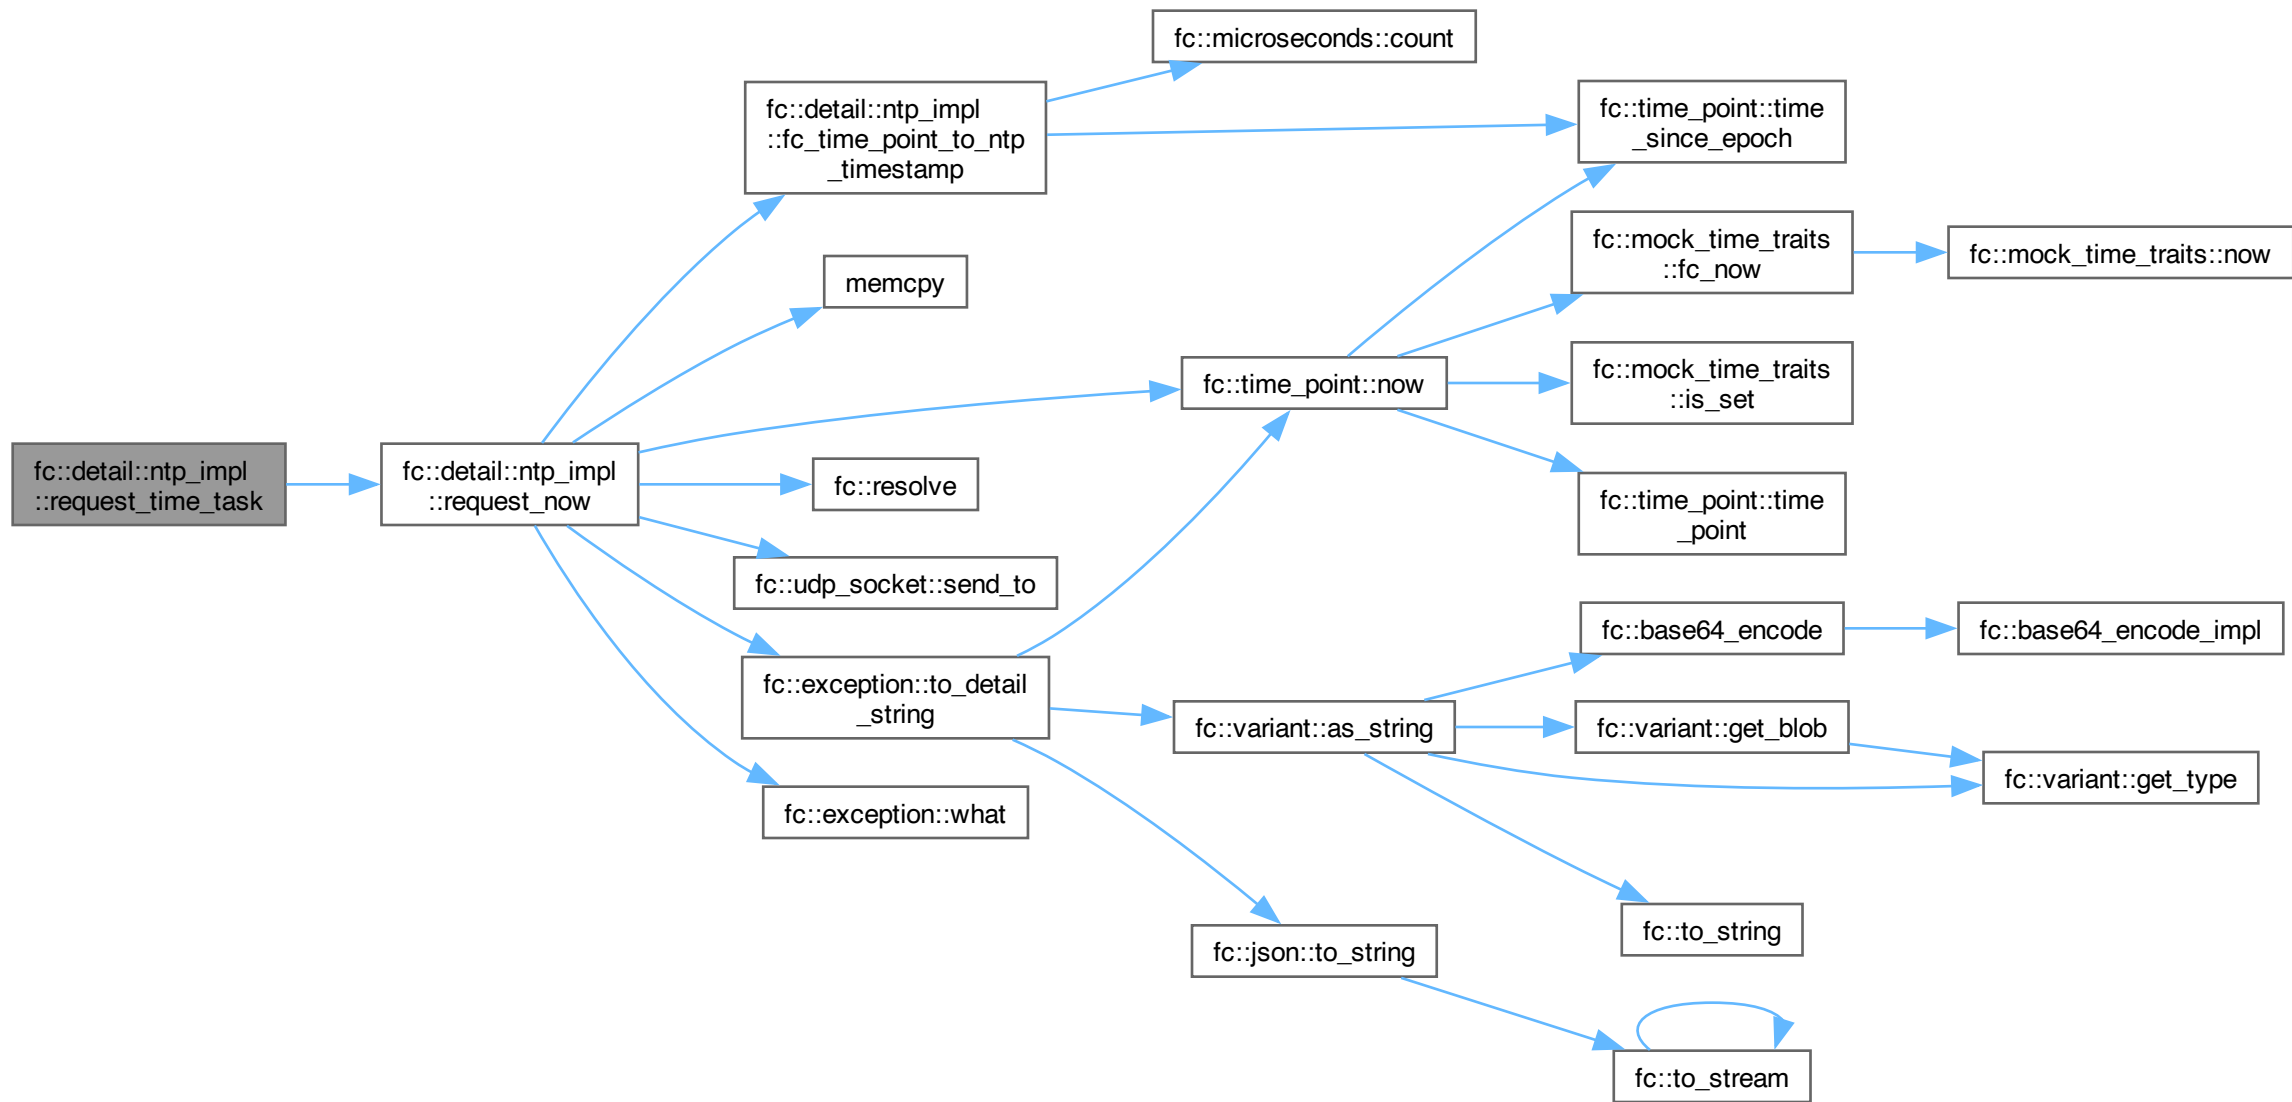 fc::detail::ntp_impl
::request_time_task
fc::detail::ntp_impl
::request_now
fc::detail::ntp_impl
::fc_time_point_to_ntp
_timestamp
fc::microseconds::count
fc::time_point::time
_since_epoch
memcpy
fc::time_point::now
fc::mock_time_traits
::fc_now
fc::mock_time_traits::now
fc::mock_time_traits
::is_set
fc::time_point::time
_point
fc::resolve
fc::udp_socket::send_to
fc::exception::to_detail
_string
fc::variant::as_string
fc::base64_encode
fc::base64_encode_impl
fc::variant::get_blob
fc::variant::get_type
fc::to_string
fc::json::to_string
fc::to_stream
fc::exception::what